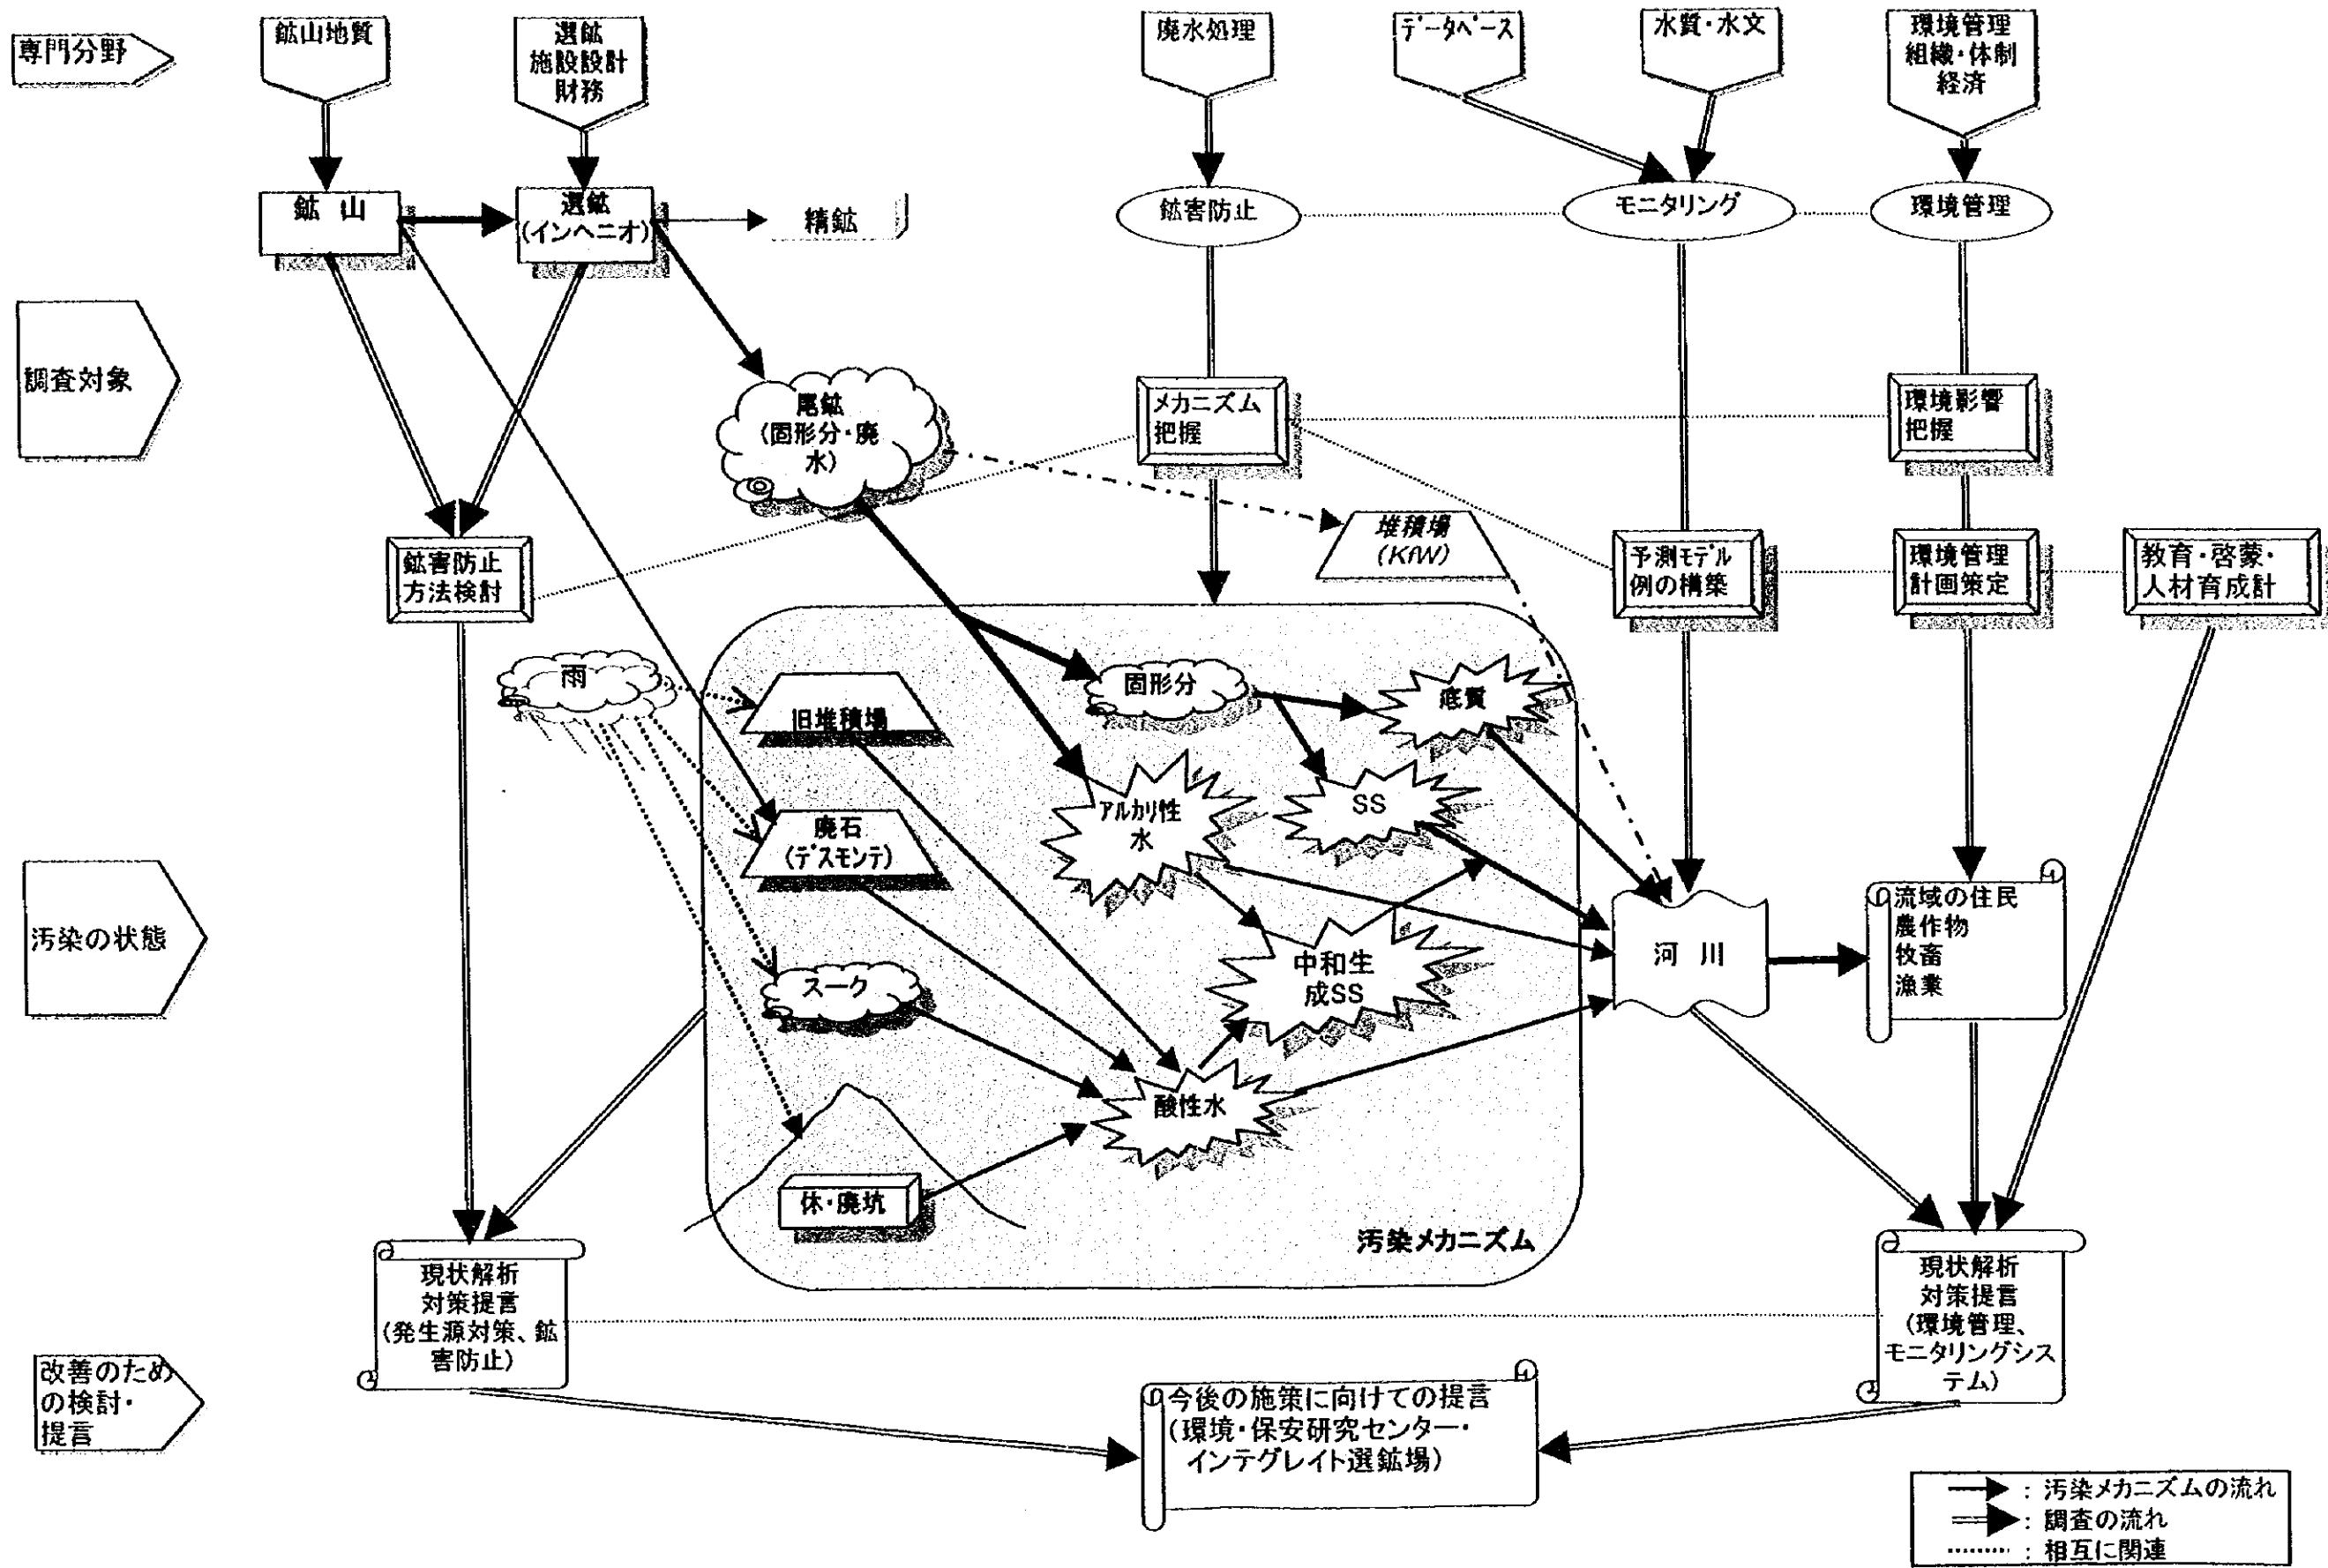 専門分野
鉱山地質
選鉱
施設設計
財務
廃水処理
データベース
水質・水文
環境管理
組織・体制
経済
鉱 山
選鉱
(インヘニオ)
精鉱
鉱害防止
モニタリング
環境管理
調査対象
尾鉱
(固形分・廃
水)
メカニズム
把握
環境影響
把握
堆積場
(KfW)
鉱害防止
方法検討
予測モデル
例の構築
環境管理
計画策定
教育・啓蒙・
人材育成計
雨
旧堆積場
固形分
底質
廃石
(デスモンテ)
アルカリ性
水
SS
汚染の状態
スーク
中和生
成SS
河 川
流域の住民
農作物
牧畜
漁業
酸性水
休・廃坑
汚染メカニズム
現状解析
対策提言
(発生源対策、鉱
害防止)
現状解析
対策提言
(環境管理、
モニタリングシス
テム)
改善のため
の検討・
提言
今後の施策に向けての提言
(環境・保安研究センター・
インテグレイト選鉱場)
: 汚染メカニズムの流れ
: 調査の流れ
: 相互に関連